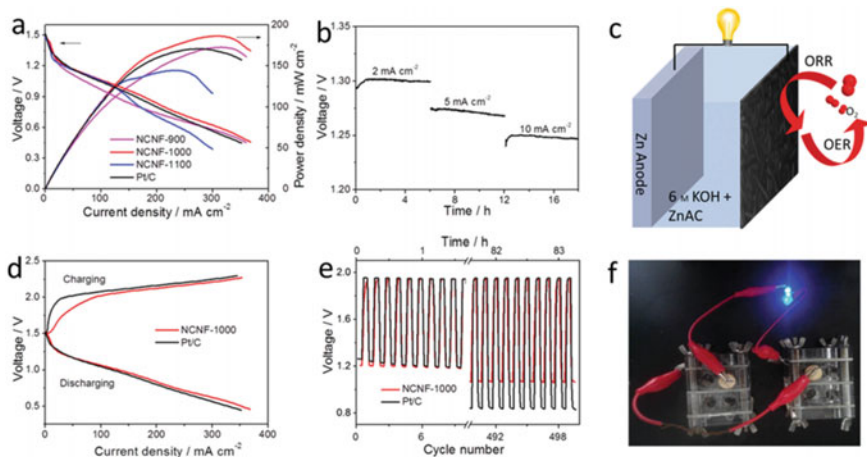 a
1.5
1.2
0.9
0.6
0.3
0.0
Voltage / V
200
150
100
50
0
Power density / mW cm⁻²
NCNF-900
NCNF-1000
NCNF-1100
Pt/C
0 100 200 300 400
Current density / mA cm⁻²
b
1.35
1.30
1.25
1.20
Voltage / V
2 mA cm⁻²
5 mA cm⁻²
10 mA cm⁻²
0 6 12 18
Time / h
c
Zn Anode
6 M KOH +
ZnAC
ORR
O₂
OER
d
2.5
2.0
1.5
1.0
0.5
Voltage / V
Charging
NCNF-1000
Pt/C
Discharging
0 100 200 300 400
Current density / mA cm⁻²
e
Time / h
0 1 82 83
2.0
1.6
1.2
0.8
Voltage / V
NCNF-1000
Pt/C
0 6 492 498
Cycle number
f